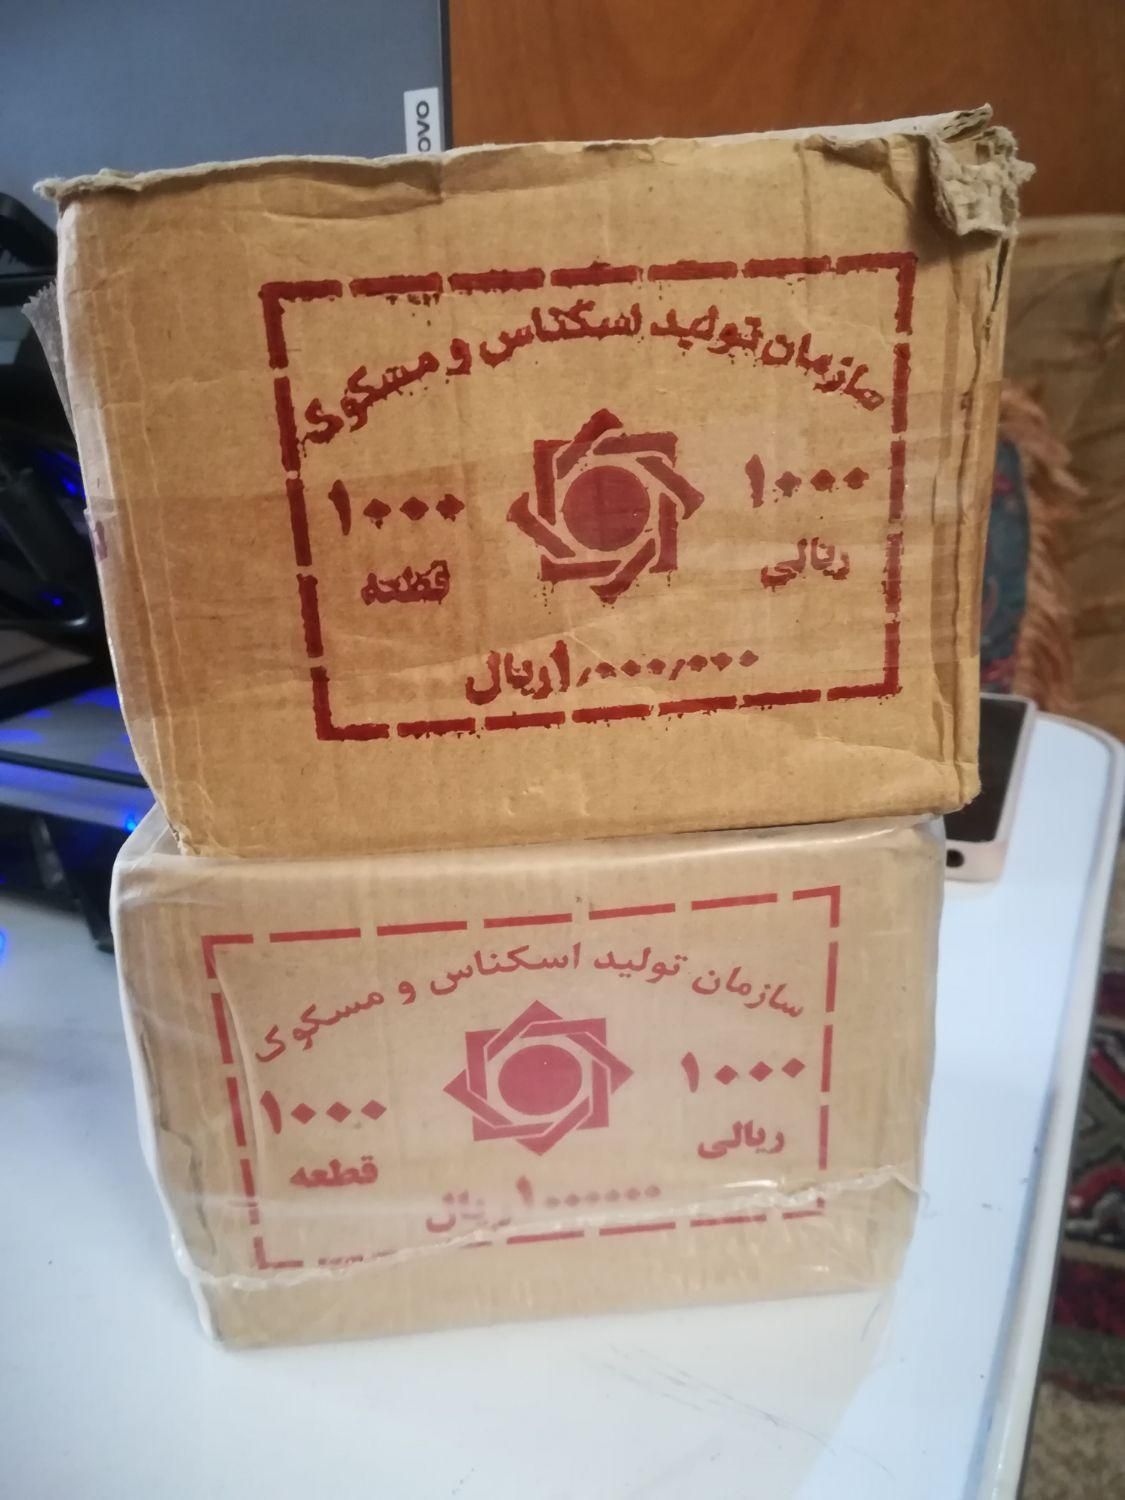 سازمان تولید اسکناس و مسکوک
۱۰۰۰ ۱۰۰۰
ریالی قطعه
۱٫۰۰۰٫۰۰۰ ریال
سازمان تولید اسکناس و مسکوک
۱۰۰۰ ۱۰۰۰
ریالی قطعه
۱۰۰۰۰۰۰ ریال